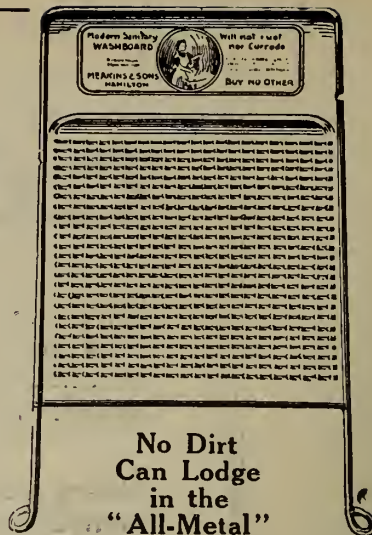 Modern Sanitary
WASHBOARD
MEAKINS & SONS
HAMILTON
Will not rust
nor Corrode
BUY NO OTHER
No Dirt
Can Lodge
in the
"All-Metal"